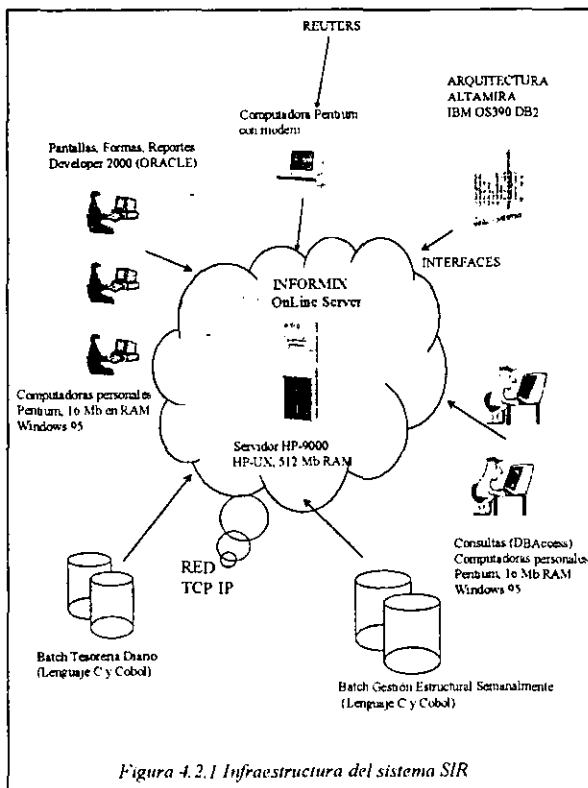 REUTERS
ARQUITECTURA
ALTAMIRA
IBM OS390 DB2
Computadora Pentium
con modem
Pantallas, Formas, Reportes
Developer 2000 (ORACLE)
INTERFACES
INFORMIX
OnLine Server
Computadoras personales
Pentium, 16 Mb en RAM
Windows 95
Servidor HP-9000
HP-UX, 512 Mb RAM
Consultas (DBAccess)
Computadoras personales
Pentium, 16 Mb RAM
Windows 95
RED
TCP IP
Batch Tesoreria Diario
(Lenguaje C y Cobol)
Batch Gestión Estructural Semanalmente
(Lenguaje C y Cobol)
Figura 4.2.1 Infraestructura del sistema SIR